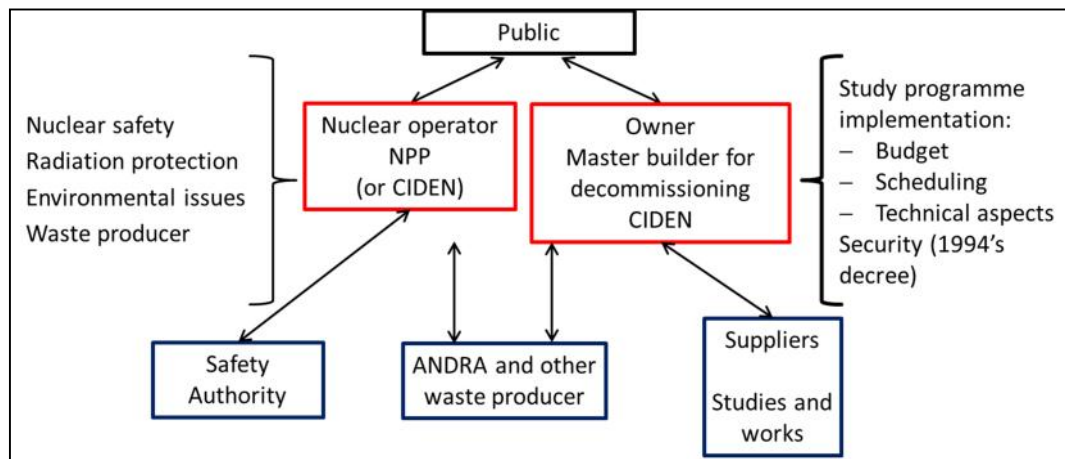 Public
Nuclear safety
Radiation protection
Environmental issues
Waste producer
Nuclear operator
NPP
(or CIDEN)
Owner
Master builder for
decommissioning
CIDEN
Study programme
implementation:
– Budget
– Scheduling
– Technical aspects
Security (1994's
decree)
Safety
Authority
ANDRA and other
waste producer
Suppliers
Studies and
works